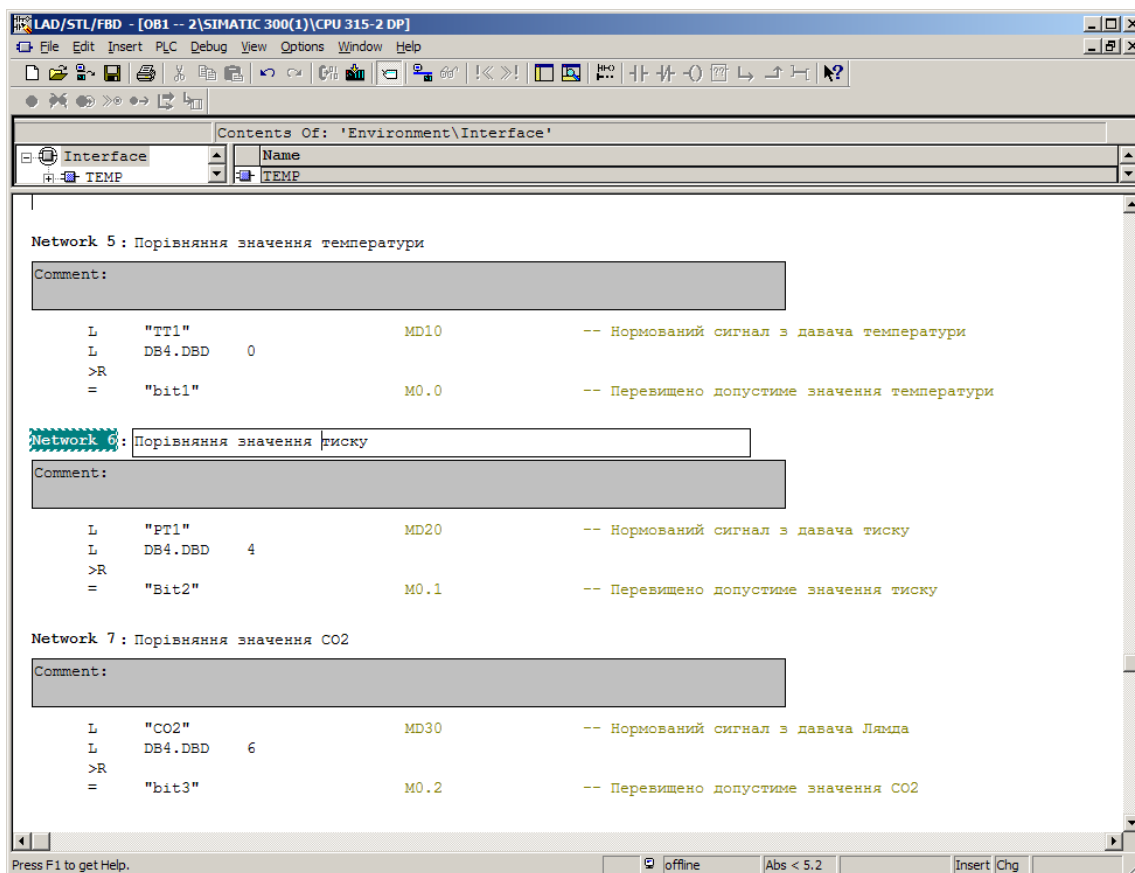 LAD/STL/FBD - [OB1 -- 2\SIMATIC 300(1)\CPU 315-2 DP]
File Edit Insert PLC Debug View Options Window Help
Contents Of: 'Environment\Interface'
Interface Name
TEMP TEMP
Network 5 : Порівняння значення температури
Comment:
L "TT1" MD10 -- Нормований сигнал з давача температури
L DB4.DBD 0
>R
= "bit1" M0.0 -- Перевищено допустиме значення температури
Network 6 : Порівняння значення тиску
Comment:
L "PT1" MD20 -- Нормований сигнал з давача тиску
L DB4.DBD 4
>R
= "Bit2" M0.1 -- Перевищено допустиме значення тиску
Network 7 : Порівняння значення CO2
Comment:
L "CO2" MD30 -- Нормований сигнал з давача Лямда
L DB4.DBD 6
>R
= "bit3" M0.2 -- Перевищено допустиме значення CO2
Press F1 to get Help. offline Abs < 5.2 Insert Chg